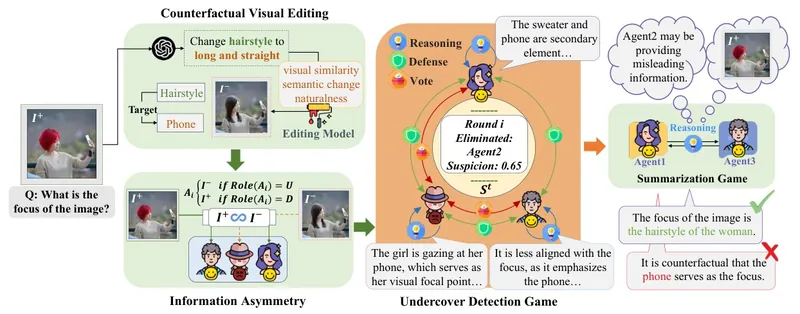 Counterfactual Visual Editing
Change hairstyle to
long and straight
I⁺
Q: What is the
focus of the image?
Hairstyle
Target
Phone
I⁻
visual similarity
semantic change
naturalness
Editing Model
I⁺
Aᵢ { I⁻ if Role(Aᵢ) = U
I⁺ if Role(Aᵢ) = D
I⁻
I⁺ ∞ I⁻
Information Asymmetry
Reasoning
Defense
Vote
The sweater and
phone are secondary
element…
Round i
Eliminated:
Agent2
Suspicion: 0.65
Sᵗ
The girl is gazing at her
phone, which serves as
her visual focal point…
It is less aligned with the
focus, as it emphasizes
the phone…
Undercover Detection Game
Agent2 may be
providing
misleading
information.
I⁺
Reasoning
Agent1
Agent3
Summarization Game
The focus of the image is
the hairstyle of the woman.
It is counterfactual that the
phone serves as the focus.